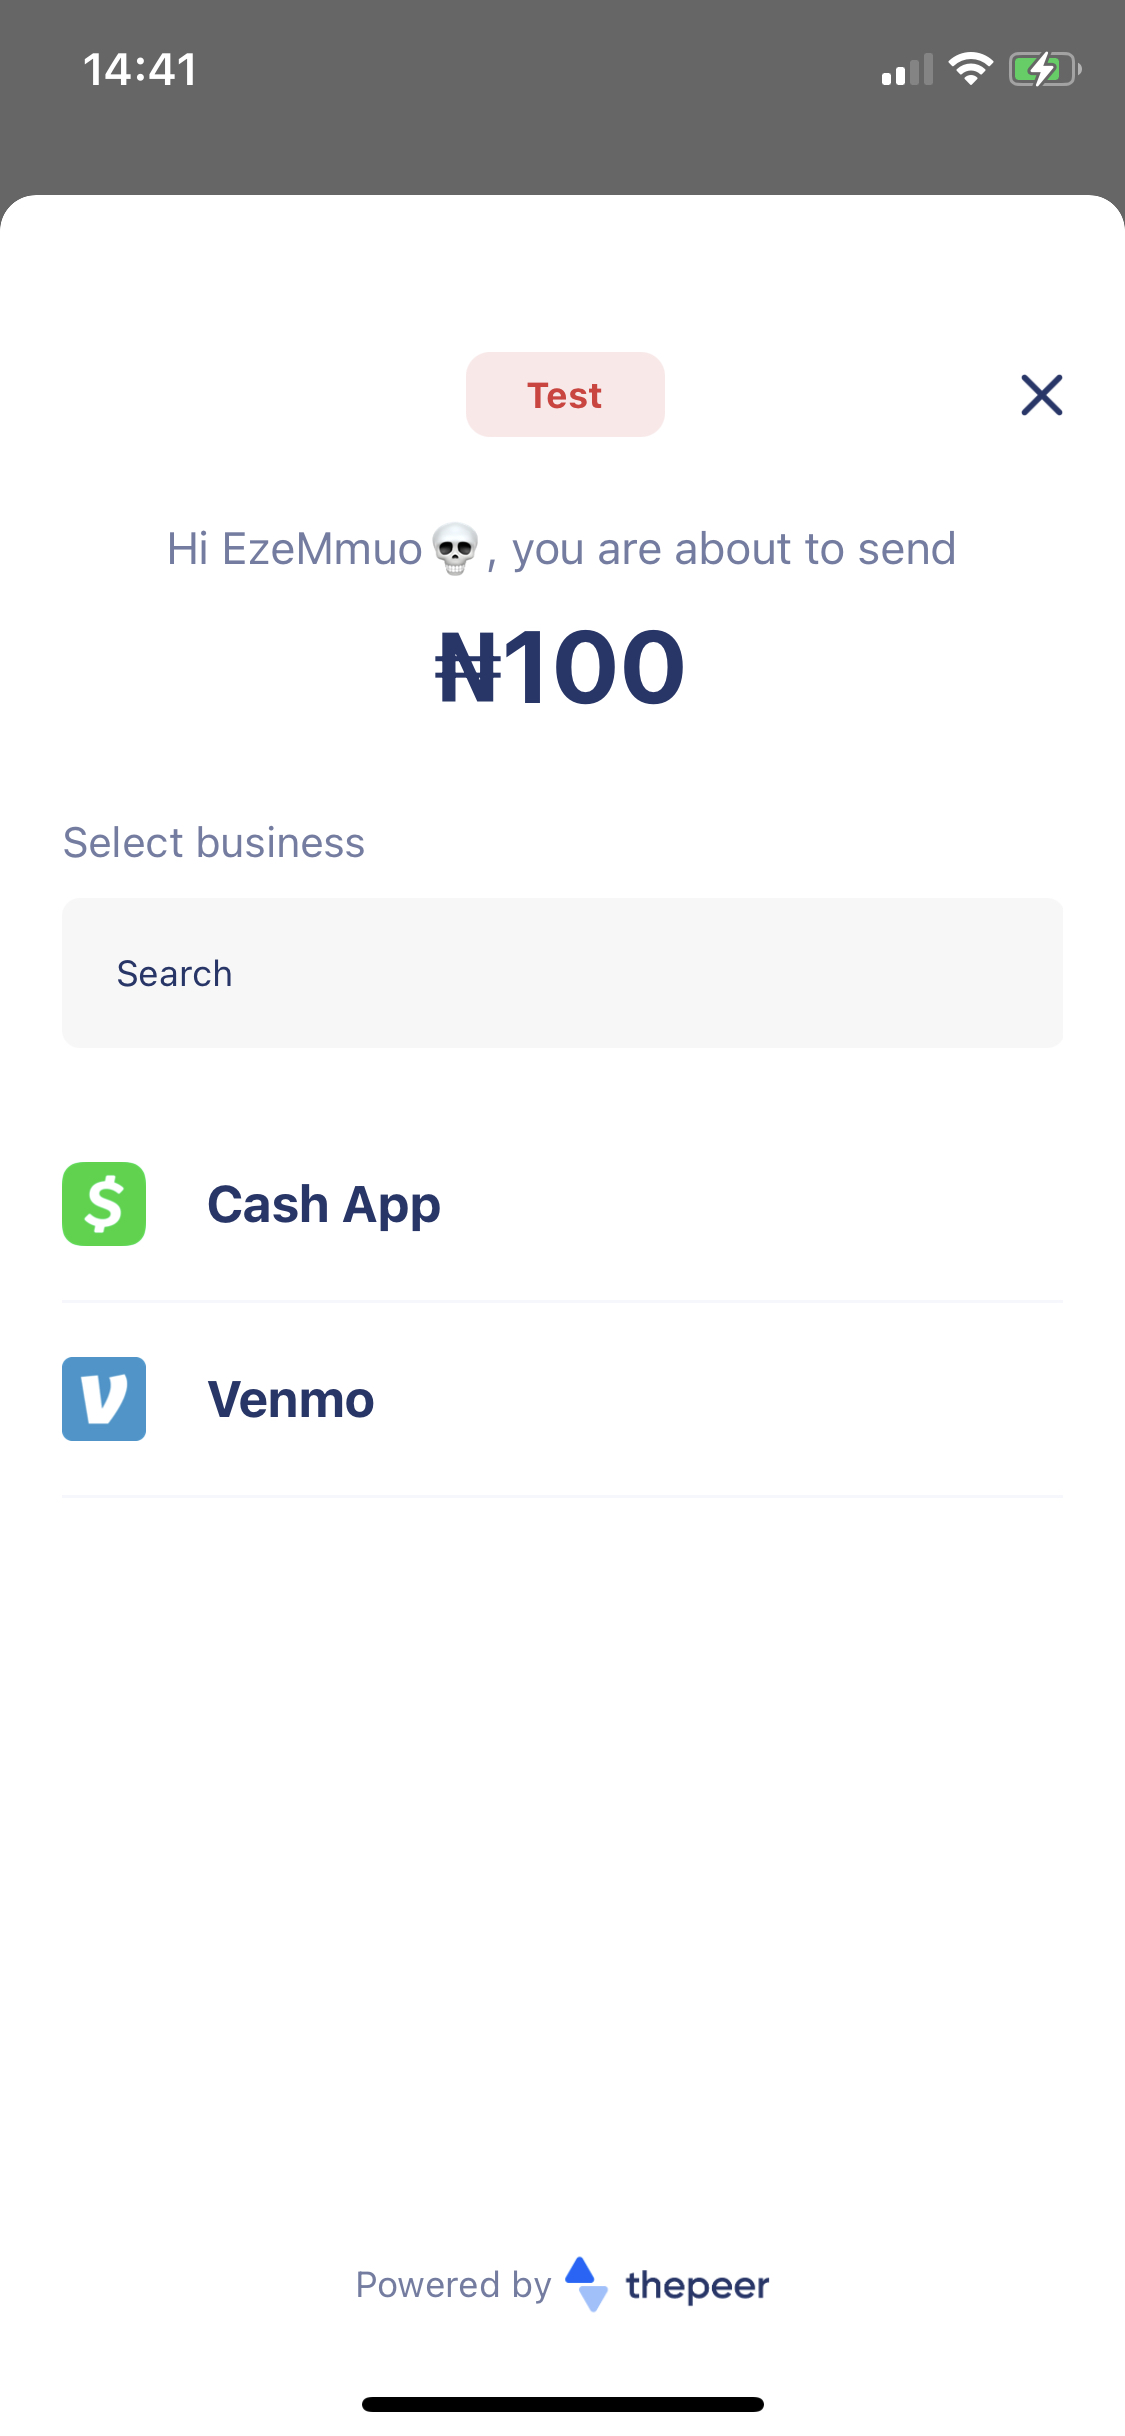 14:41
Test
Hi EzeMmuo💀, you are about to send
₦100
Select business
Search
$ Cash App
V Venmo
Powered by thepeer